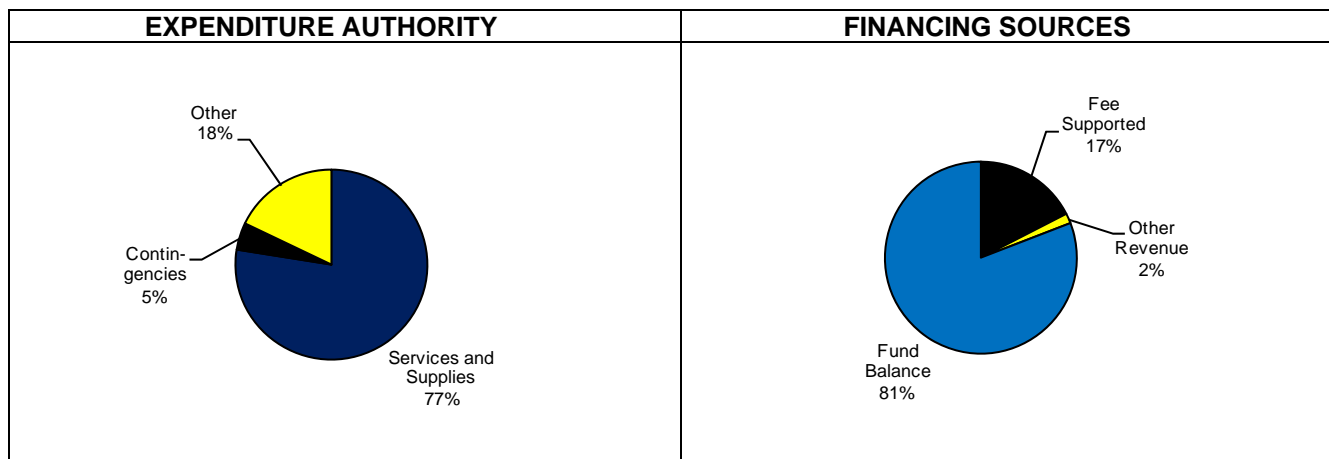 EXPENDITURE AUTHORITY
Other
18%
Contin-
gencies
5%
Services and
Supplies
77%
FINANCING SOURCES
Fee
Supported
17%
Other
Revenue
2%
Fund
Balance
81%